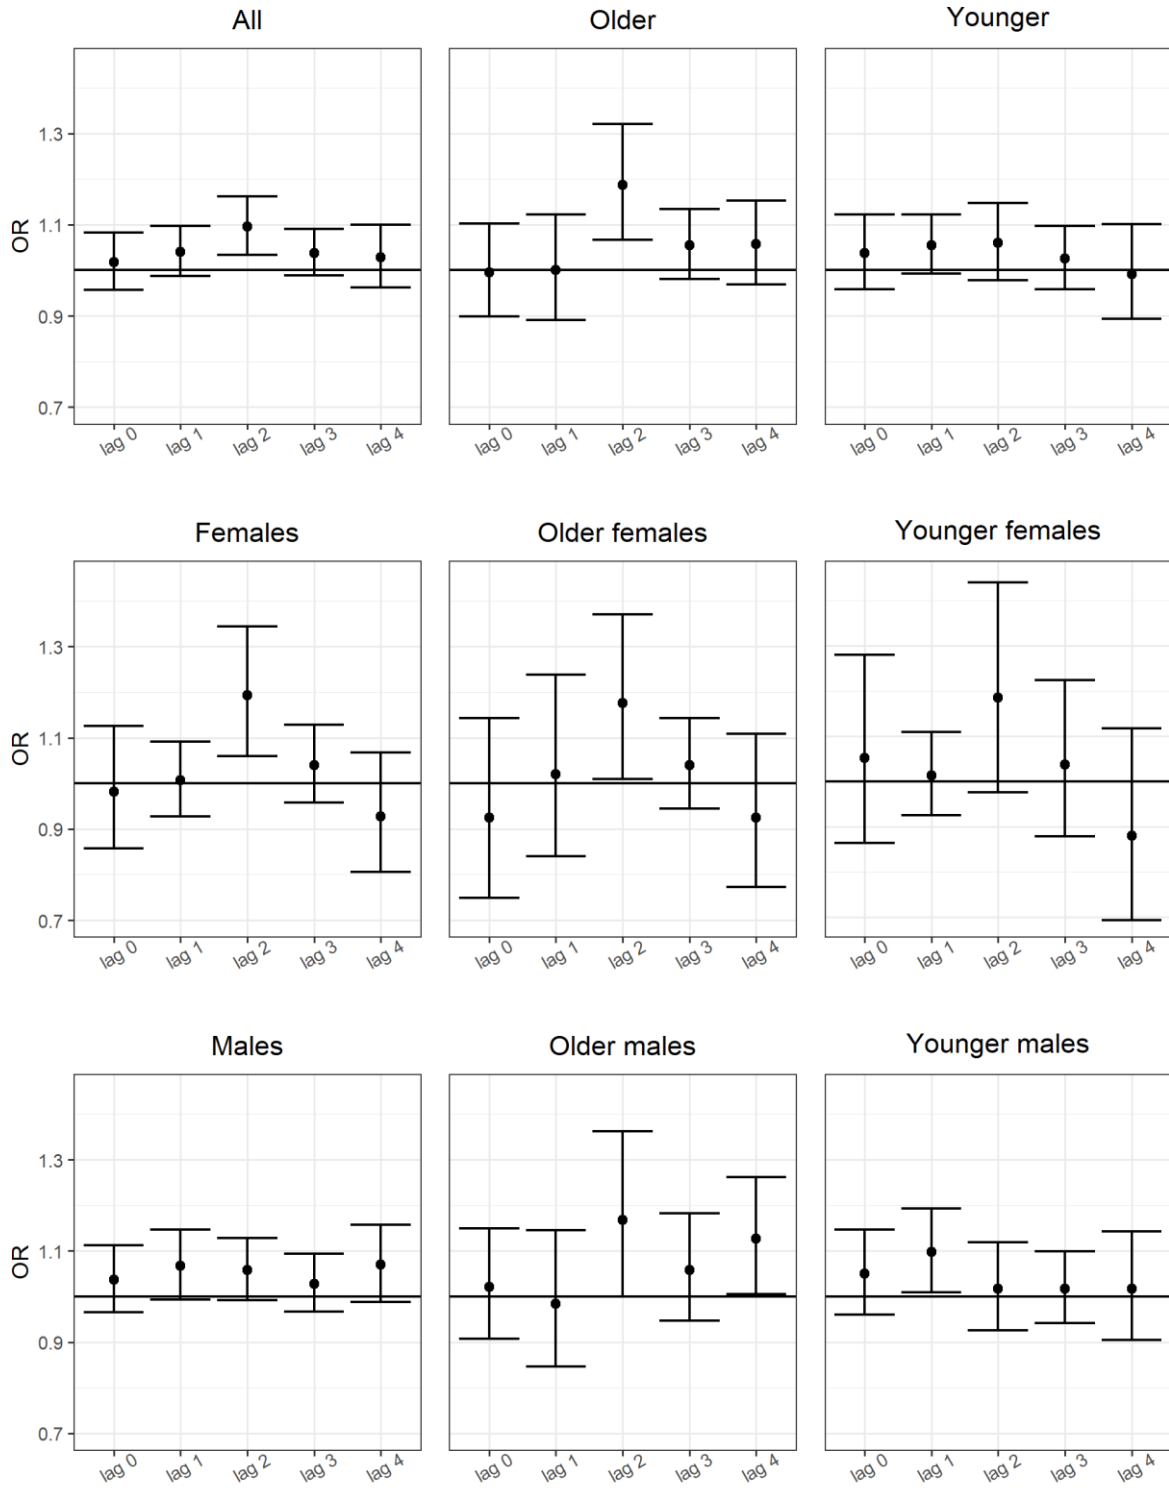 All Older Younger
OR
1.3
1.1
0.9
0.7
lag 0 lag 1 lag 2 lag 3 lag 4 lag 0 lag 1 lag 2 lag 3 lag 4 lag 0 lag 1 lag 2 lag 3 lag 4
Females Older females Younger females
OR
1.3
1.1
0.9
0.7
lag 0 lag 1 lag 2 lag 3 lag 4 lag 0 lag 1 lag 2 lag 3 lag 4 lag 0 lag 1 lag 2 lag 3 lag 4
Males Older males Younger males
OR
1.3
1.1
0.9
0.7
lag 0 lag 1 lag 2 lag 3 lag 4 lag 0 lag 1 lag 2 lag 3 lag 4 lag 0 lag 1 lag 2 lag 3 lag 4